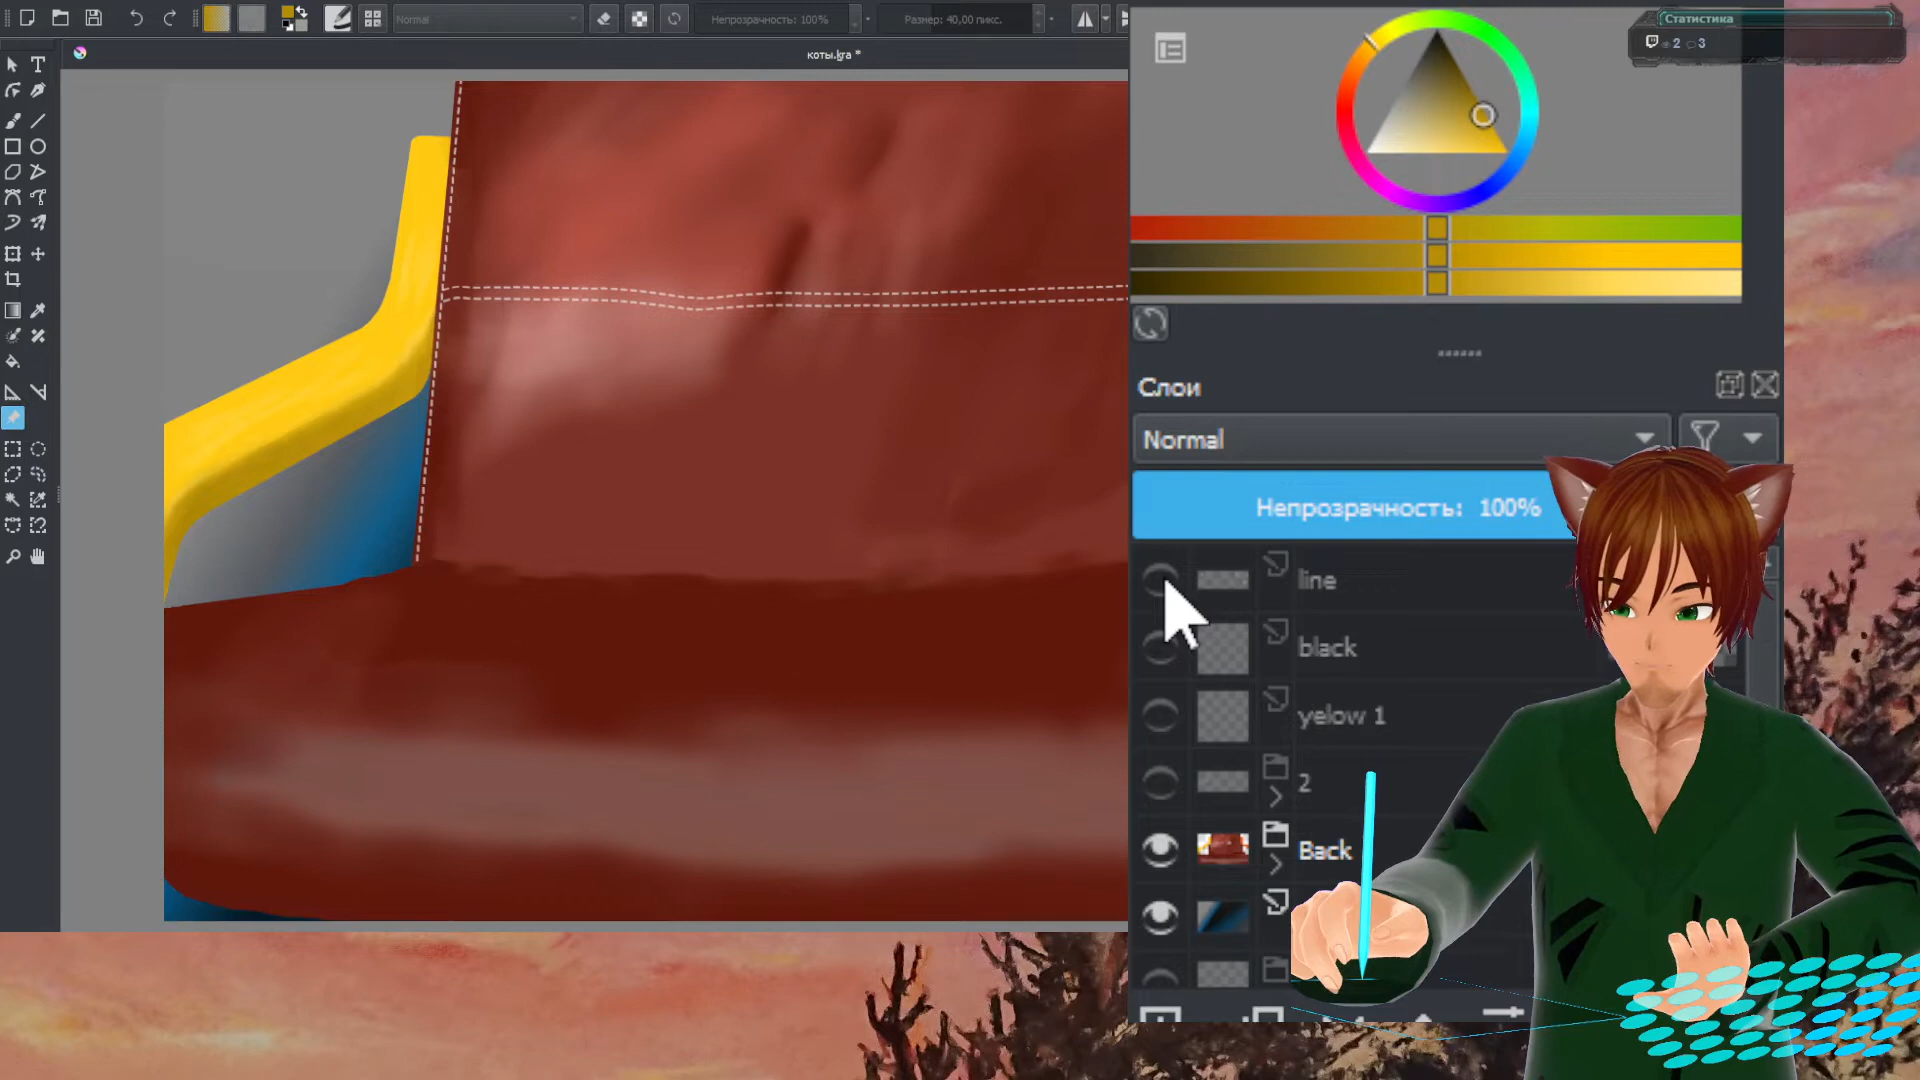 Normal
Непрозрачность: 100%
Размер: 40,00 пикс.
коты.kra *
Статистика
2 3
Слои
Normal
Непрозрачность: 100%
line
black
yelow 1
2
Back